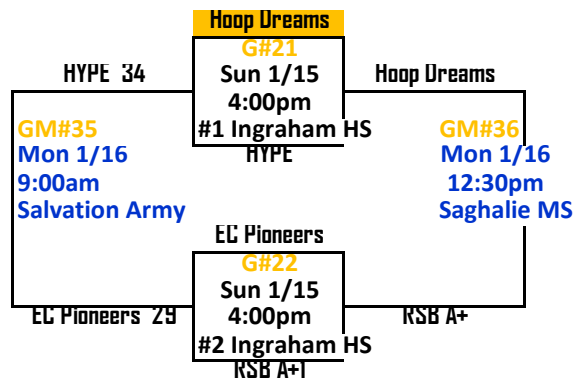 Hoop Dreams
G#21
HYPE 34
Sun 1/15
Hoop Dreams
4:00pm
#1 Ingraham HS
HYPE
GM#35
Mon 1/16
9:00am
Salvation Army
GM#36
Mon 1/16
12:30pm
Saghalie MS
EC Pioneers
G#22
Sun 1/15
EC Pioneers 29
4:00pm
RSB A+
#2 Ingraham HS
RSB A+1